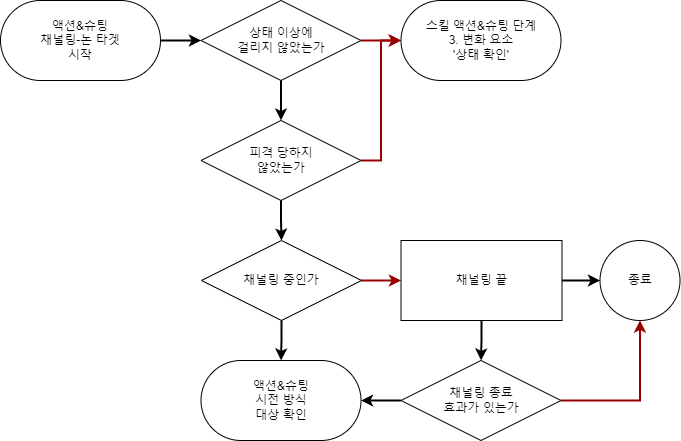 액션&슈팅
채널링-논 타겟
시작
상태 이상에
걸리지 않았는가
스킬 액션&슈팅 단계
3. 변화 요소
'상태 확인'
피격 당하지
않았는가
채널링 중인가
채널링 끝
종료
액션&슈팅
시전 방식
대상 확인
채널링 종료
효과가 있는가